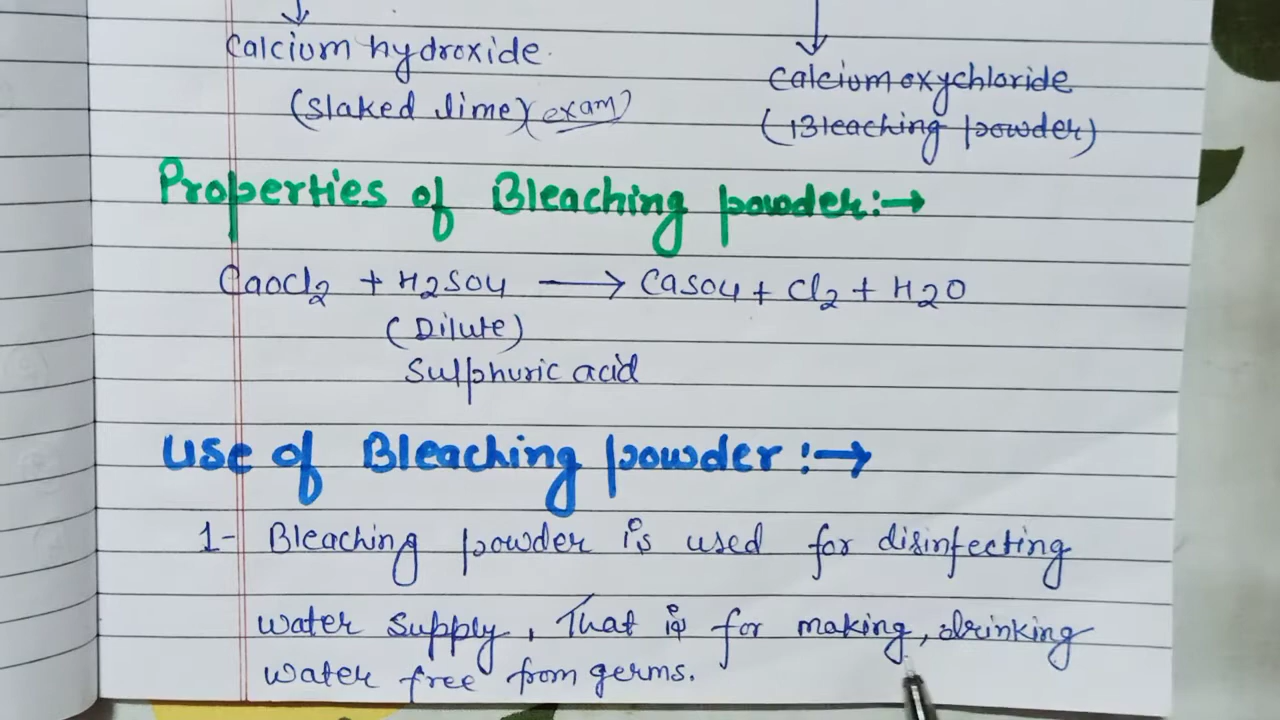 Calcium hydroxide.
(Slaked lime) (exam)
Calcium oxychloride
(Bleaching powder)
Properties of Bleaching powder:→
CaOCl2 + H2SO4 → CaSO4 + Cl2 + H2O
(Dilute)
Sulphuric acid
Use of Bleaching powder:→
1- Bleaching powder is used for disinfecting
water supply, That is for making, drinking
water free from germs.